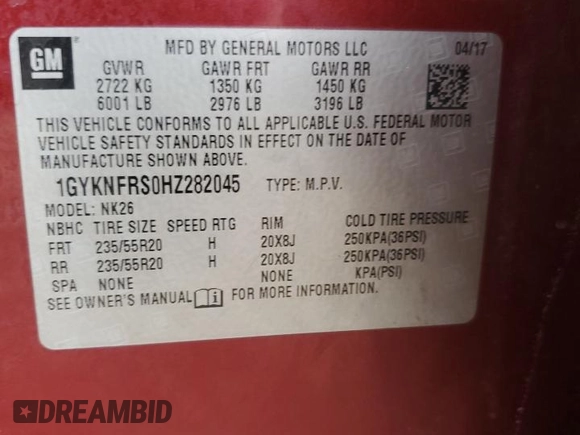 GM
MFD BY GENERAL MOTORS LLC 04/17
GVWR GAWR FRT GAWR RR
2722 KG 1350 KG 1450 KG
6001 LB 2976 LB 3196 LB
THIS VEHICLE CONFORMS TO ALL APPLICABLE U.S. FEDERAL MOTOR
VEHICLE SAFETY STANDARDS IN EFFECT ON THE DATE OF
MANUFACTURE SHOWN ABOVE.
1GYKNFRS0HZ282045 TYPE: M.P.V.
MODEL: NK26
NBHC TIRE SIZE SPEED RTG RIM COLD TIRE PRESSURE
FRT 235/55R20 H 20X8J 250KPA(36PSI)
RR 235/55R20 H 20X8J 250KPA(36PSI)
SPA NONE NONE KPA(PSI)
SEE OWNER'S MANUAL FOR MORE INFORMATION.
DREAMBID